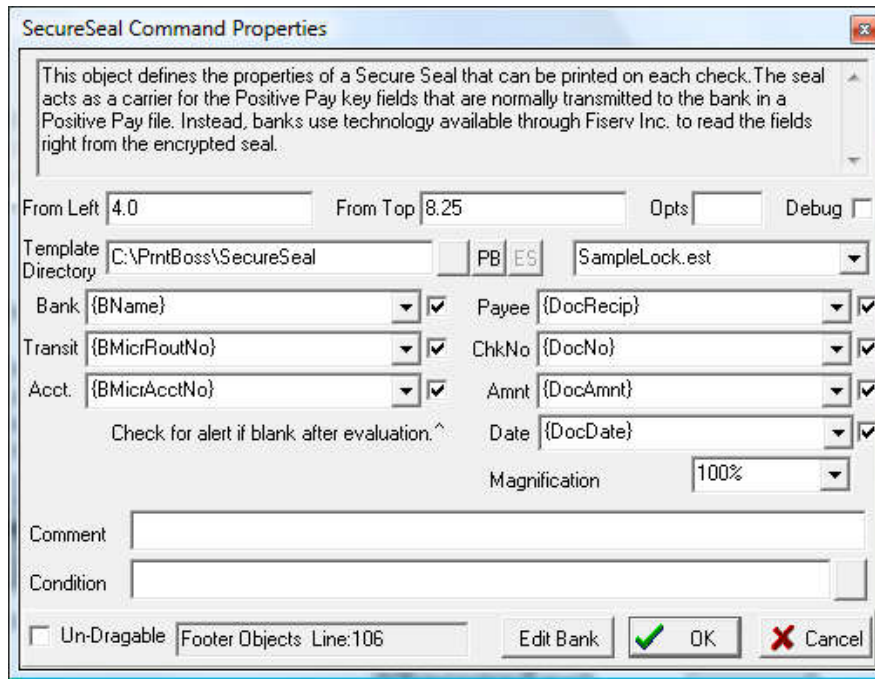 SecureSeal Command Properties
This object defines the properties of a Secure Seal that can be printed on each check.The seal
acts as a carrier for the Positive Pay key fields that are normally transmitted to the bank in a
Positive Pay file. Instead, banks use technology available through Fiserv Inc. to read the fields
right from the encrypted seal.
From Left 4.0 From Top 8.25 Opts Debug
Template Directory C:\PrntBoss\SecureSeal PB ES SampleLock.est
Bank {BName} Payee {DocRecip}
Transit {BMicrRoutNo} ChkNo {DocNo}
Acct. {BMicrAcctNo} Amnt {DocAmnt}
Check for alert if blank after evaluation.^ Date {DocDate}
Magnification 100%
Comment
Condition
Un-Dragable Footer Objects Line:106 Edit Bank OK Cancel